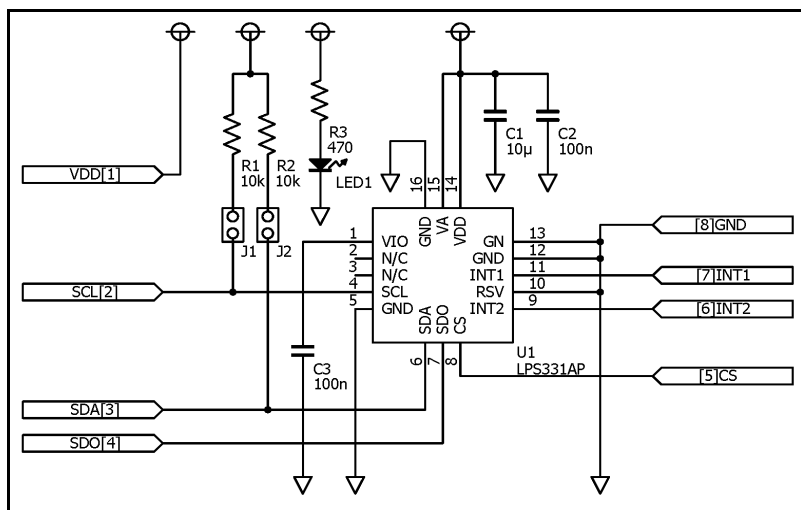 R3
470
C1
10µ
C2
100n
R1
10k
R2
10k
LED1
VDD[1]
16
15
14
GND
VA
VDD
J1
J2
1
VIO
GN
13
[8]GND
2
N/C
GND
12
3
N/C
INT1
11
[7]INT1
SCL[2]
4
SCL
RSV
10
5
GND
INT2
9
[6]INT2
SDA
SDO
CS
6
7
8
U1
LPS331AP
C3
100n
[5]CS
SDA[3]
SDO[4]